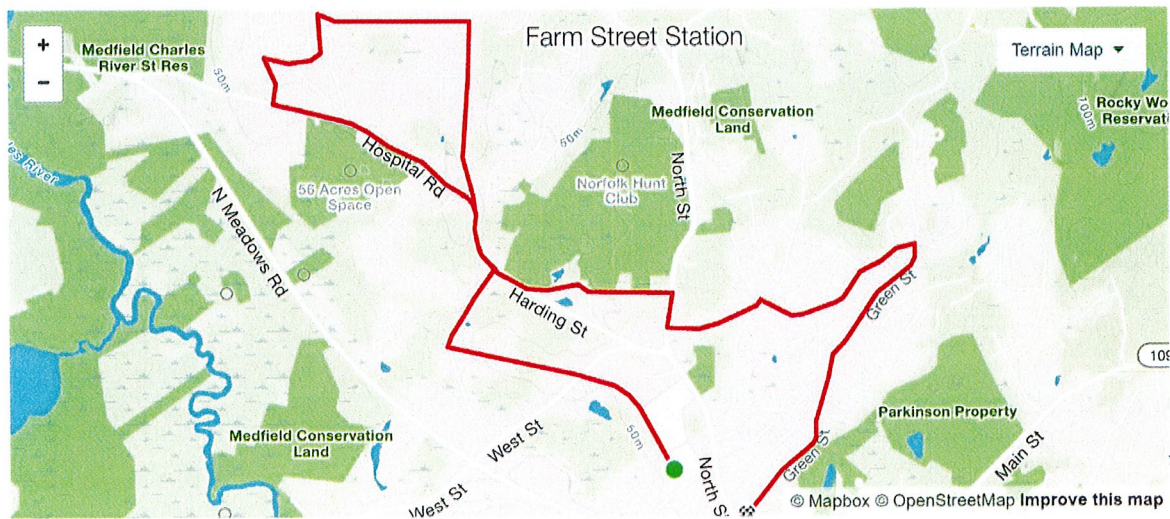 +
−
Farm Street Station
Terrain Map ▾
Medfield Charles
River St Res
50m
Medfield Conservation
Land
100m
Rocky Wo
Reservat
50m
Hospital Rd
56 Acres Open
Space
Norfolk Hunt
Club
North St
les River
N Meadows Rd
Harding St
Green St
109
Parkinson Property
Medfield Conservation
Land
West St
50m
Green St
Main St
West St
North S
© Mapbox © OpenStreetMap Improve this map